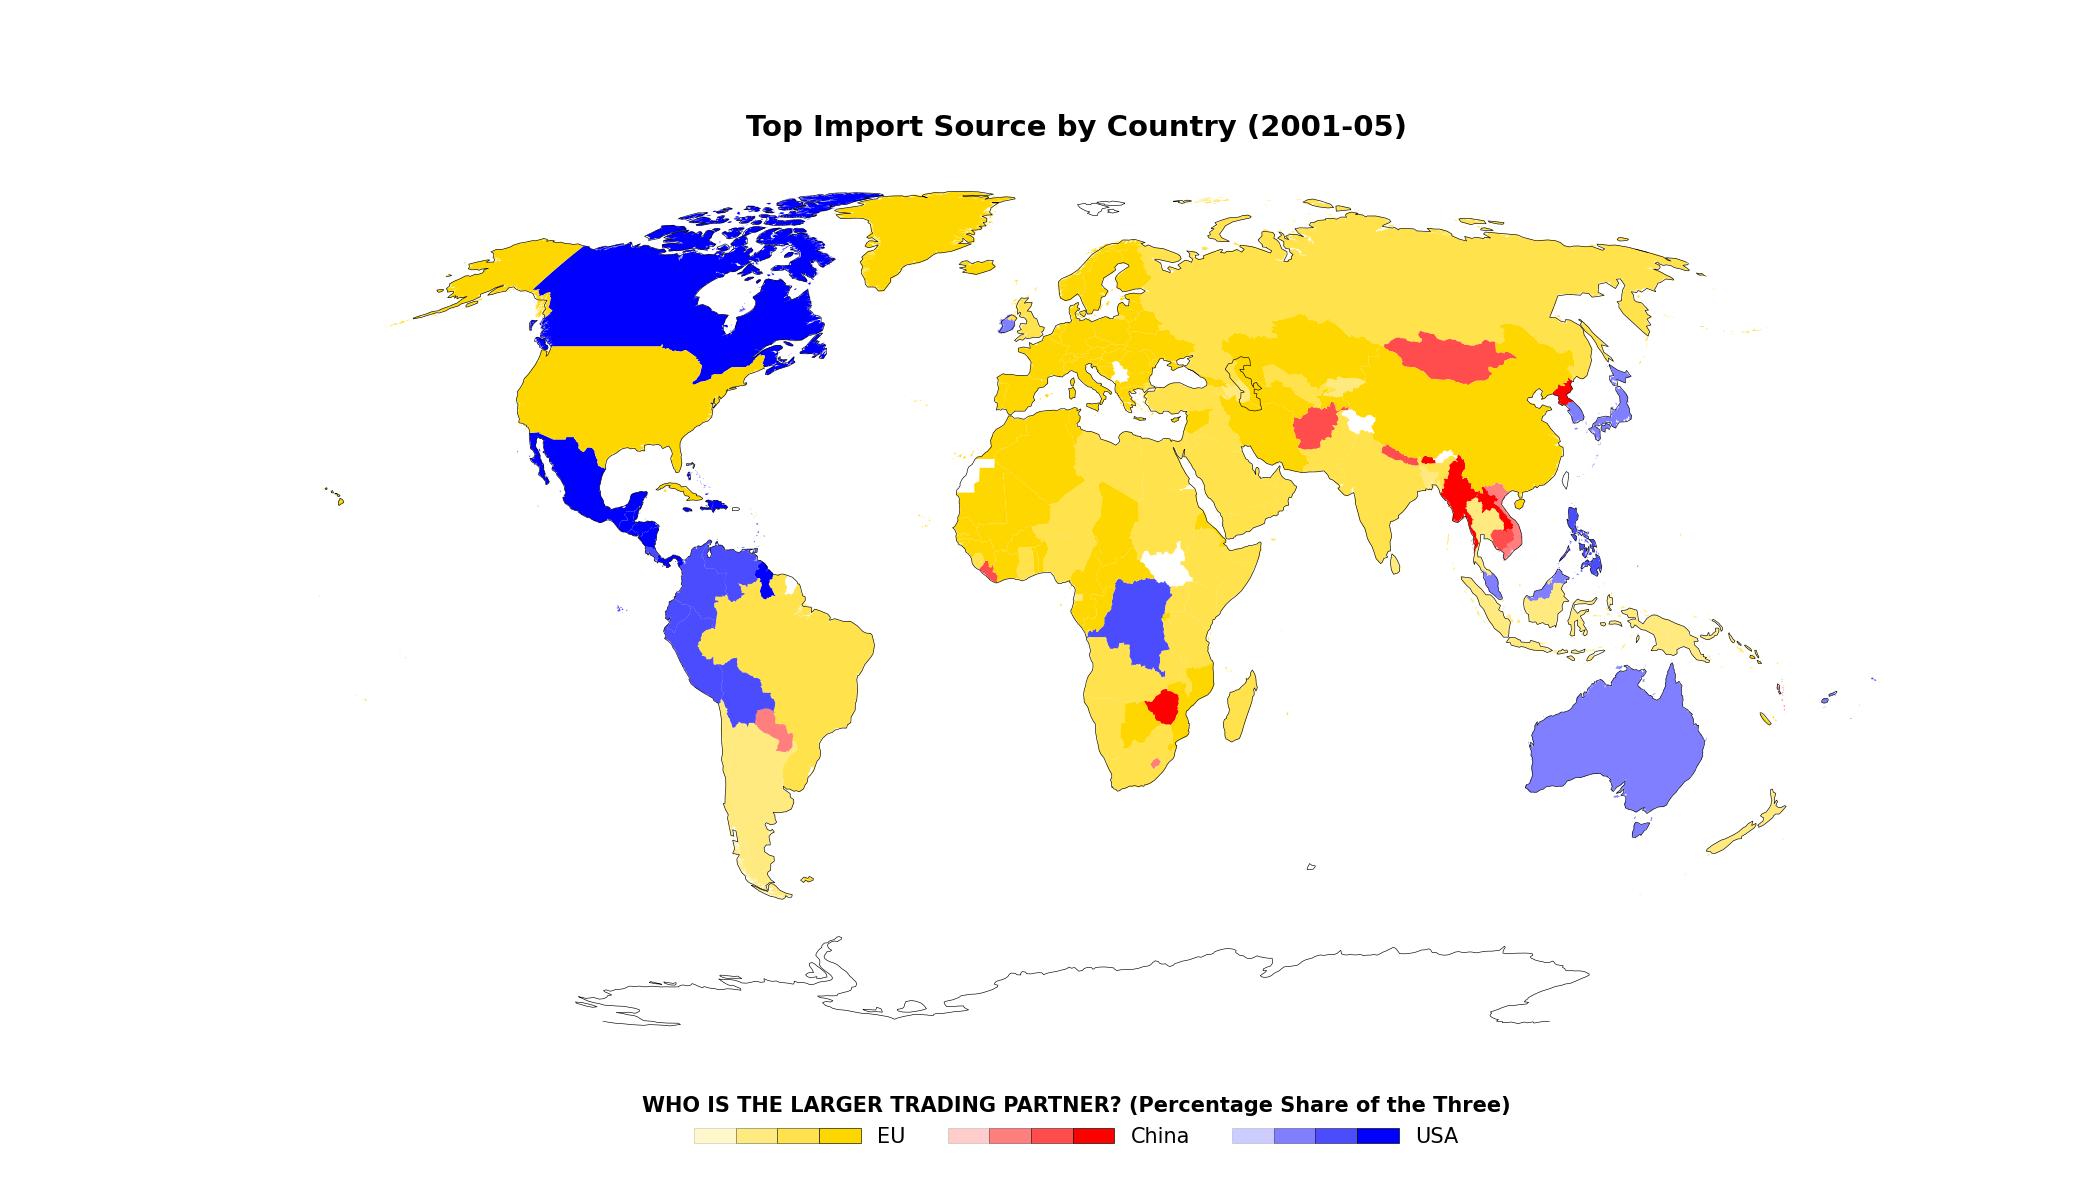 Top Import Source by Country (2001-05)
WHO IS THE LARGER TRADING PARTNER? (Percentage Share of the Three)
EU China USA